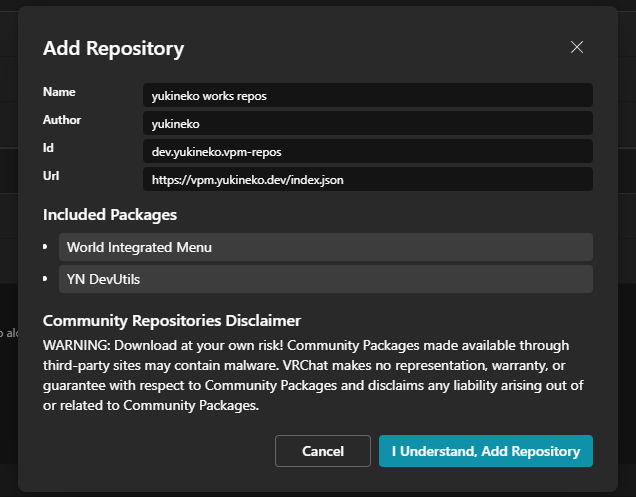 Add Repository
Name
yukineko works repos
Author
yukineko
Id
dev.yukineko.vpm-repos
Url
https://vpm.yukineko.dev/index.json
Included Packages
World Integrated Menu
YN DevUtils
Community Repositories Disclaimer
WARNING: Download at your own risk! Community Packages made available through
third-party sites may contain malware. VRChat makes no representation, warranty, or
guarantee with respect to Community Packages and disclaims any liability arising out of
or related to Community Packages.
Cancel
I Understand, Add Repository